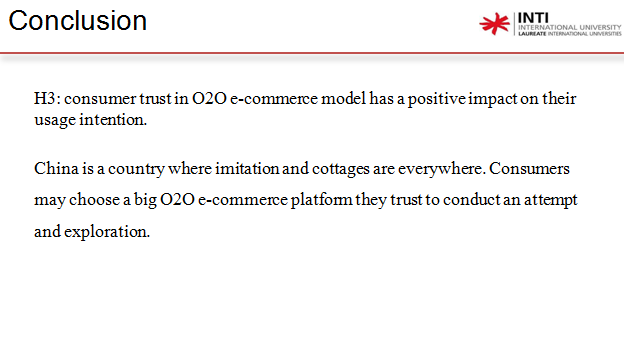 Conclusion
INTI
INTERNATIONAL UNIVERSITY
LAUREATE INTERNATIONAL UNIVERSITIES
H3: consumer trust in O2O e-commerce model has a positive impact on their
usage intention.
China is a country where imitation and cottages are everywhere. Consumers
may choose a big O2O e-commerce platform they trust to conduct an attempt
and exploration.